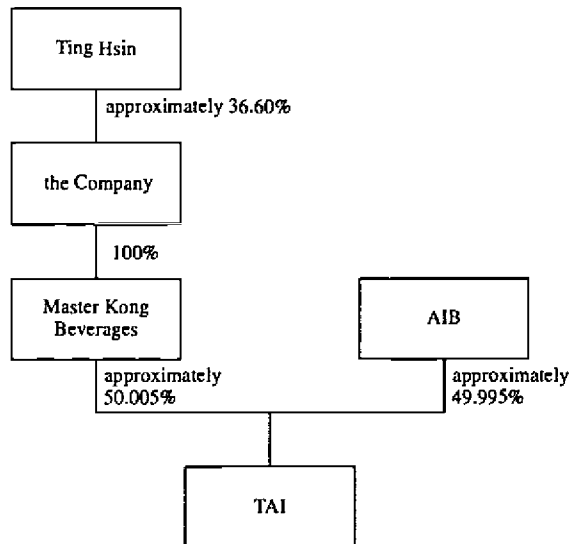 Ting Hsin
approximately 36.60%
the Company
100%
Master Kong
Beverages
AIB
approximately
50.005%
approximately
49.995%
TAI